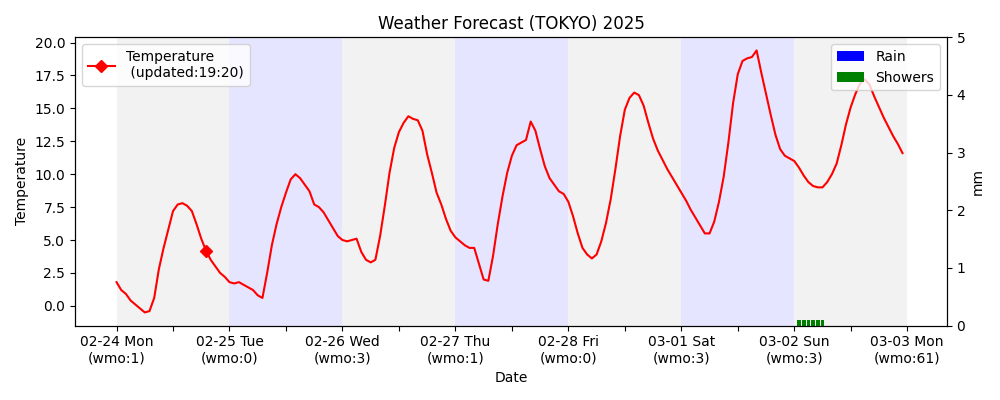 Weather Forecast (TOKYO) 2025
Temperature
(updated:19:20)
Rain
Showers
20.0
17.5
15.0
12.5
10.0
7.5
5.0
2.5
0.0
Temperature
5
4
3
2
1
0
mm
02-24 Mon
(wmo:1)
02-25 Tue
(wmo:0)
02-26 Wed
(wmo:3)
02-27 Thu
(wmo:1)
02-28 Fri
(wmo:0)
03-01 Sat
(wmo:3)
03-02 Sun
(wmo:3)
03-03 Mon
(wmo:61)
Date